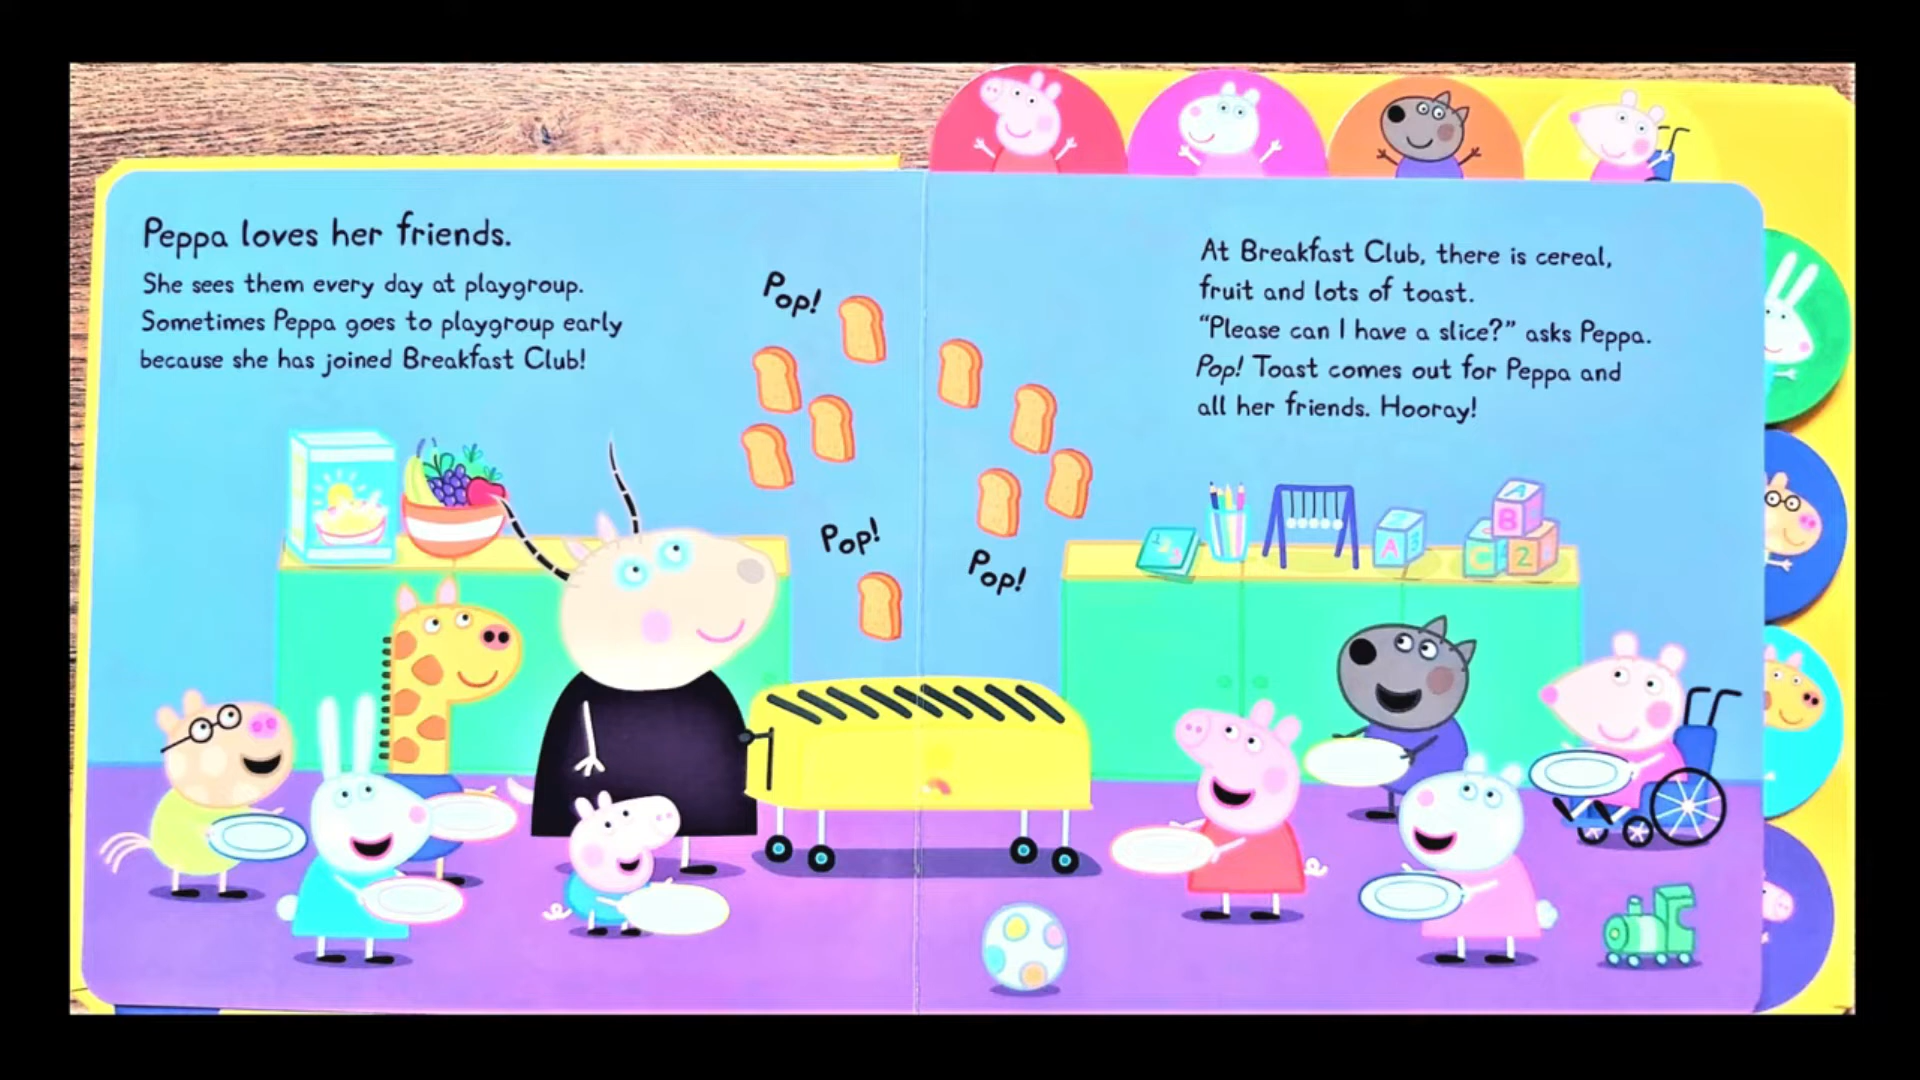 Peppa loves her friends.
She sees them every day at playgroup.
Sometimes Peppa goes to playgroup early
because she has joined Breakfast Club!
Pop!
Pop!
Pop!
At Breakfast Club, there is cereal,
fruit and lots of toast.
“Please can I have a slice?” asks Peppa.
Pop! Toast comes out for Peppa and
all her friends. Hooray!
A
B
C 2
A